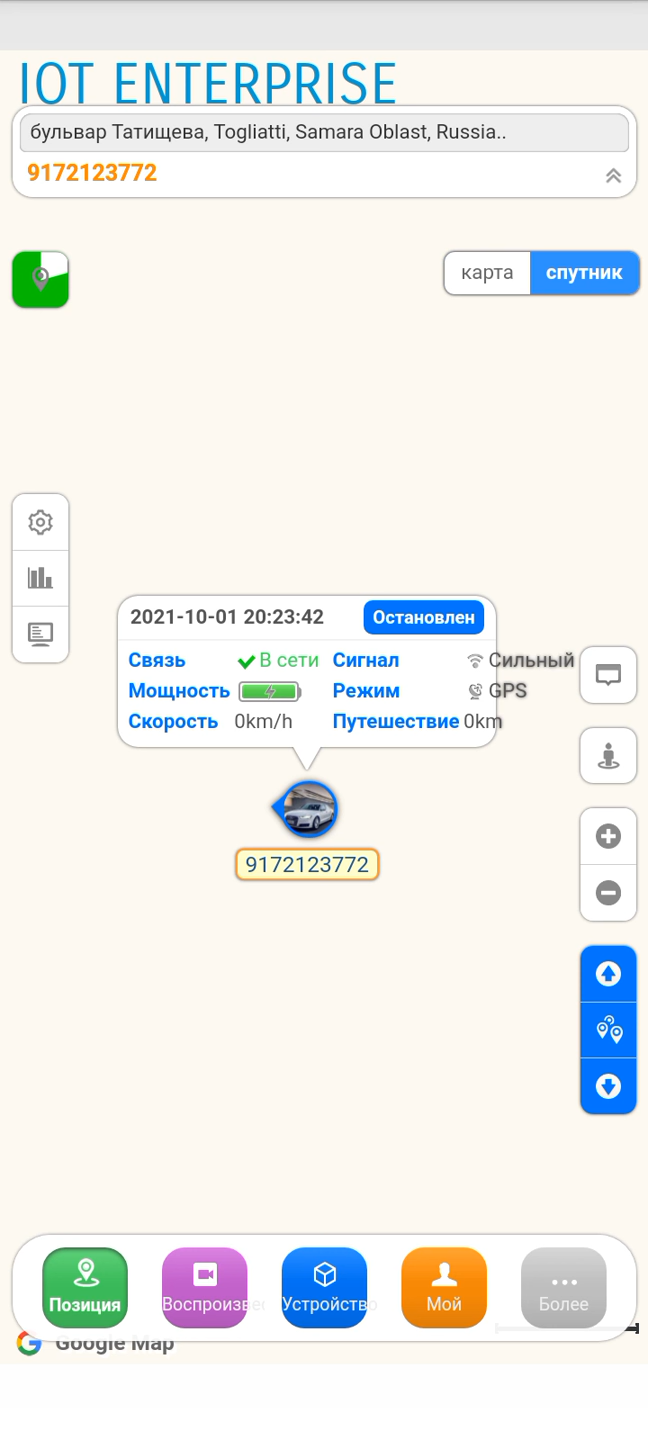 IOT ENTERPRISE
бульвар Татищева, Togliatti, Samara Oblast, Russia..
9172123772
карта
спутник
2021-10-01 20:23:42
Остановлен
Связь В сети Сигнал Сильный
Мощность Режим GPS
Скорость 0km/h Путешествие 0km
9172123772
Позиция
Воспроизве
Устройство
Мой
Более
Google Map